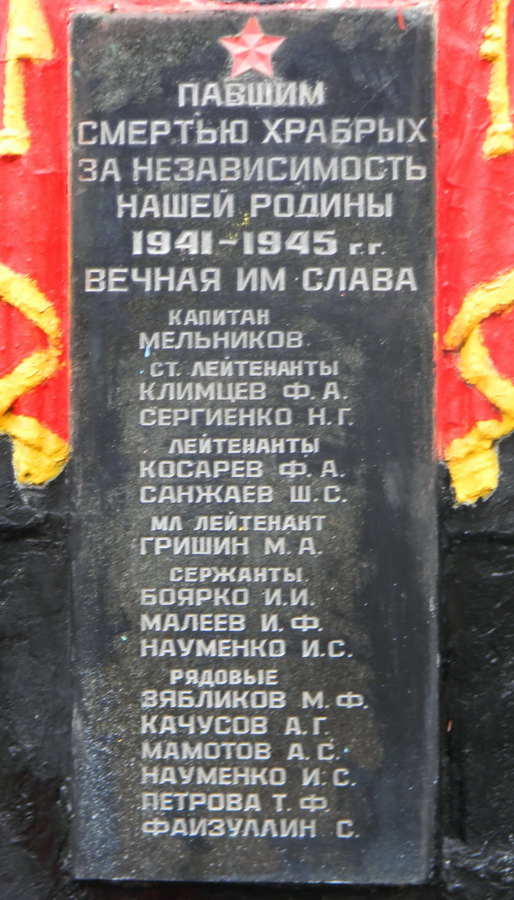 ПАВШИМ
СМЕРТЬЮ ХРАБРЫХ
ЗА НЕЗАВИСИМОСТЬ
НАШЕЙ РОДИНЫ
1941-1945 г.г.
ВЕЧНАЯ ИМ СЛАВА
КАПИТАН
МЕЛЬНИКОВ.
СТ. ЛЕЙТЕНАНТЫ
КЛИМЦЕВ Ф. А.
СЕРГИЕНКО Н. Г.
ЛЕЙТЕНАНТЫ
КОСАРЕВ Ф. А.
САНЖАЕВ Ш. С.
МЛ ЛЕЙТЕНАНТ
ГРИШИН М. А.
СЕРЖАНТЫ
БОЯРКО И.И.
МАЛЕЕВ И. Ф.
НАУМЕНКО И.С.
РЯДОВЫЕ
ЗЯБЛИКОВ М. Ф.
КАЧУСОВ А. Г.
МАМОТОВ А. С.
НАУМЕНКО И. С.
ПЕТРОВА Т. Ф.
ФАИЗУЛЛИН С.